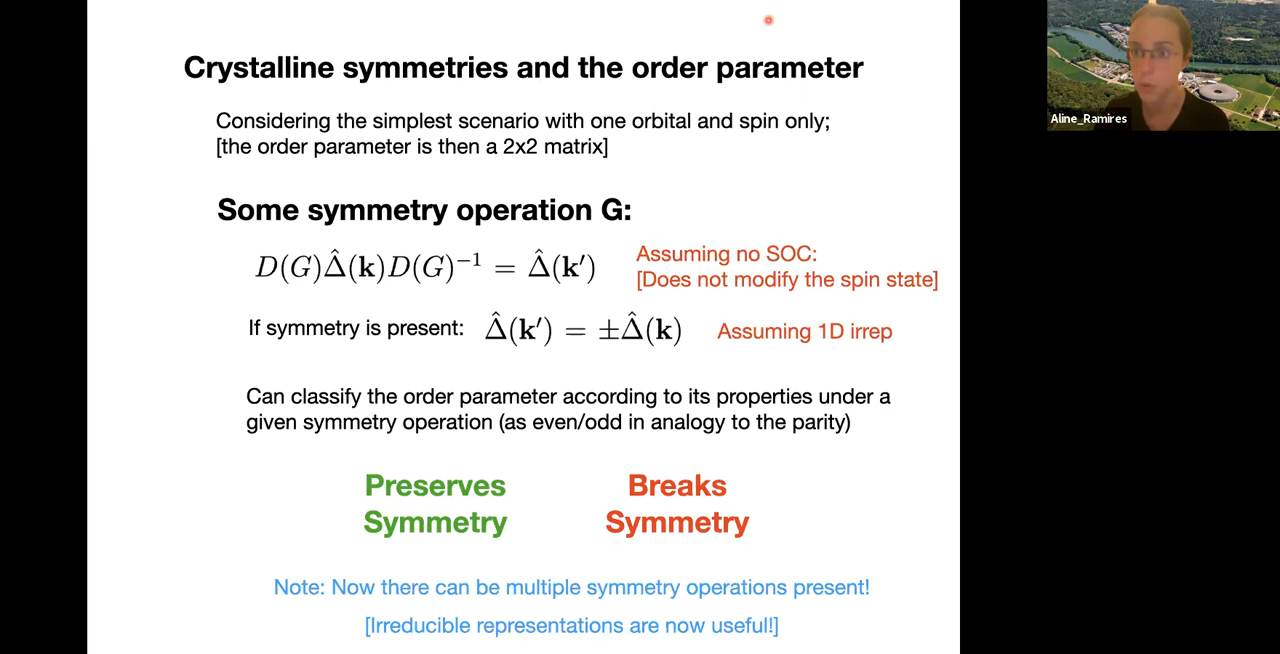 Crystalline symmetries and the order parameter
Considering the simplest scenario with one orbital and spin only;
[the order parameter is then a 2x2 matrix]
Some symmetry operation G:
D(G)Δ̂(𝐤)D(G)⁻¹ = Δ̂(𝐤′)
Assuming no SOC:
[Does not modify the spin state]
If symmetry is present: Δ̂(𝐤′) = ±Δ̂(𝐤)
Assuming 1D irrep
Can classify the order parameter according to its properties under a
given symmetry operation (as even/odd in analogy to the parity)
Preserves
Symmetry
Breaks
Symmetry
Note: Now there can be multiple symmetry operations present!
[Irreducible representations are now useful!]
Aline_Ramires